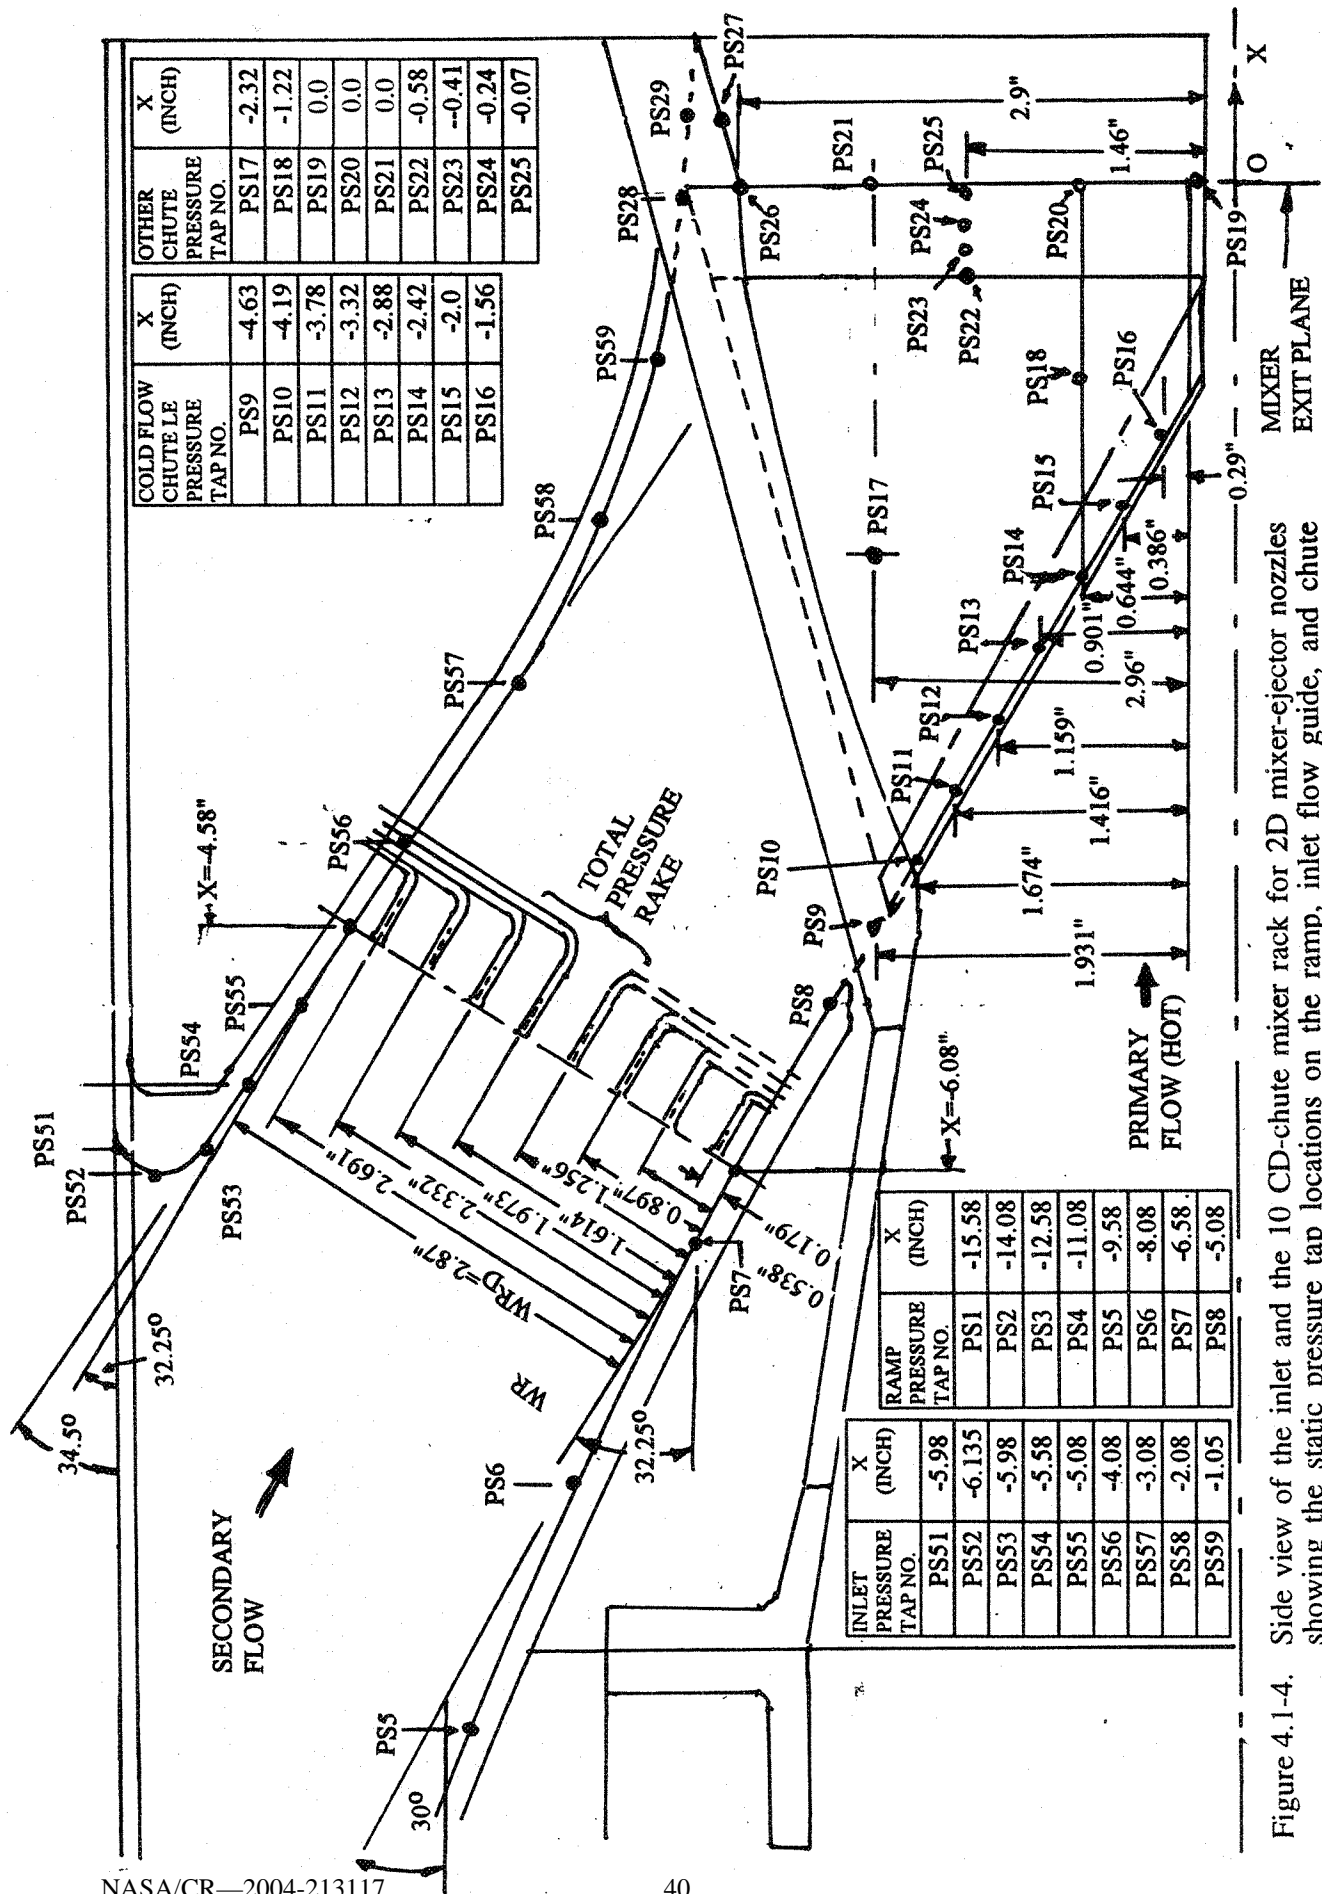 COLD FLOW CHUTE LE PRESSURE TAP NO. X (INCH)
PS9 -4.63
PS10 -4.19
PS11 -3.78
PS12 -3.32
PS13 -2.88
PS14 -2.42
PS15 -2.0
PS16 -1.56
OTHER CHUTE PRESSURE TAP NO. X (INCH)
PS17 -2.32
PS18 -1.22
PS19 0.0
PS20 0.0
PS21 0.0
PS22 -0.58
PS23 --0.41
PS24 -0.24
PS25 -0.07
SECONDARY
FLOW
34.5°
32.25°
PS51
PS52
PS53
PS54
PS55
X=-4.58"
PS56
PS57
PS58
PS59
PS28
PS29
PS27
PS26
TOTAL
PRESSURE
RAKE
WR
WRD=2.87"
2.691"
2.332"
1.973"
1.614"
1.256"
0.897"
0.538"
0.179"
30°
PS5
PS6
32.25°
PS7
PS8
PS9
PS10
PS11
PS12
PS13
PS14
PS15
PS16
PS17
PS18
PS19
PS20
PS21
PS22
PS23
PS24
PS25
2.9"
1.46"
X=-6.08"
1.931"
1.674"
1.416"
1.159"
2.96"
0.901"
0.644"
0.386"
0.29"
PRIMARY
FLOW (HOT)
MIXER
EXIT PLANE
O
X
INLET PRESSURE TAP NO. X (INCH)
PS51 -5.98
PS52 -6.135
PS53 -5.98
PS54 -5.58
PS55 -5.08
PS56 -4.08
PS57 -3.08
PS58 -2.08
PS59 -1.05
RAMP PRESSURE TAP NO. X (INCH)
PS1 -15.58
PS2 -14.08
PS3 -12.58
PS4 -11.08
PS5 -9.58
PS6 -8.08
PS7 -6.58
PS8 -5.08
Figure 4.1-4. Side view of the inlet and the 10 CD-chute mixer rack for 2D mixer-ejector nozzles
showing the static pressure tap locations on the ramp, inlet flow guide, and chute
NASA/CR—2004-213117 40